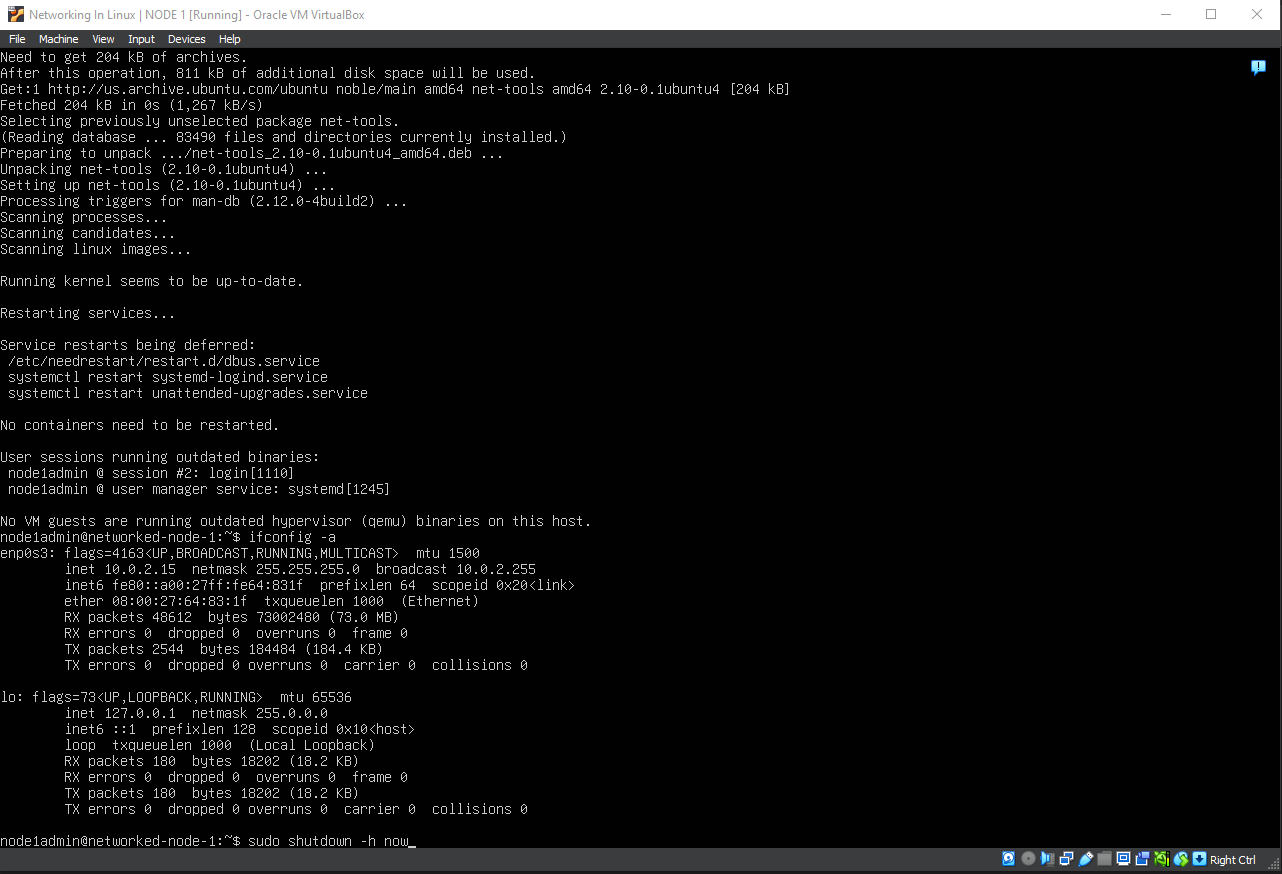 Networking In Linux | NODE 1 [Running] - Oracle VM VirtualBox
File Machine View Input Devices Help
Need to get 204 kB of archives.
After this operation, 811 kB of additional disk space will be used.
Get:1 http://us.archive.ubuntu.com/ubuntu noble/main amd64 net-tools amd64 2.10-0.1ubuntu4 [204 kB]
Fetched 204 kB in 0s (1,267 kB/s)
Selecting previously unselected package net-tools.
(Reading database ... 83490 files and directories currently installed.)
Preparing to unpack .../net-tools_2.10-0.1ubuntu4_amd64.deb ...
Unpacking net-tools (2.10-0.1ubuntu4) ...
Setting up net-tools (2.10-0.1ubuntu4) ...
Processing triggers for man-db (2.12.0-4build2) ...
Scanning processes...
Scanning candidates...
Scanning linux images...
Running kernel seems to be up-to-date.
Restarting services...
Service restarts being deferred:
/etc/needrestart/restart.d/dbus.service
systemctl restart systemd-logind.service
systemctl restart unattended-upgrades.service
No containers need to be restarted.
User sessions running outdated binaries:
node1admin @ session #2: login[1110]
node1admin @ user manager service: systemd[1245]
No VM guests are running outdated hypervisor (qemu) binaries on this host.
node1admin@networked-node-1:~$ ifconfig -a
enp0s3: flags=4163<UP,BROADCAST,RUNNING,MULTICAST>  mtu 1500
inet 10.0.2.15  netmask 255.255.255.0  broadcast 10.0.2.255
inet6 fe80::a00:27ff:fe64:831f  prefixlen 64  scopeid 0x20<link>
ether 08:00:27:64:83:1f  txqueuelen 1000  (Ethernet)
RX packets 48612  bytes 73002480 (73.0 MB)
RX errors 0  dropped 0  overruns 0  frame 0
TX packets 2544  bytes 184484 (184.4 KB)
TX errors 0  dropped 0 overruns 0  carrier 0  collisions 0
lo: flags=73<UP,LOOPBACK,RUNNING>  mtu 65536
inet 127.0.0.1  netmask 255.0.0.0
inet6 ::1  prefixlen 128  scopeid 0x10<host>
loop  txqueuelen 1000  (Local Loopback)
RX packets 180  bytes 18202 (18.2 KB)
RX errors 0  dropped 0  overruns 0  frame 0
TX packets 180  bytes 18202 (18.2 KB)
TX errors 0  dropped 0 overruns 0  carrier 0  collisions 0
node1admin@networked-node-1:~$ sudo shutdown -h now_
Right Ctrl